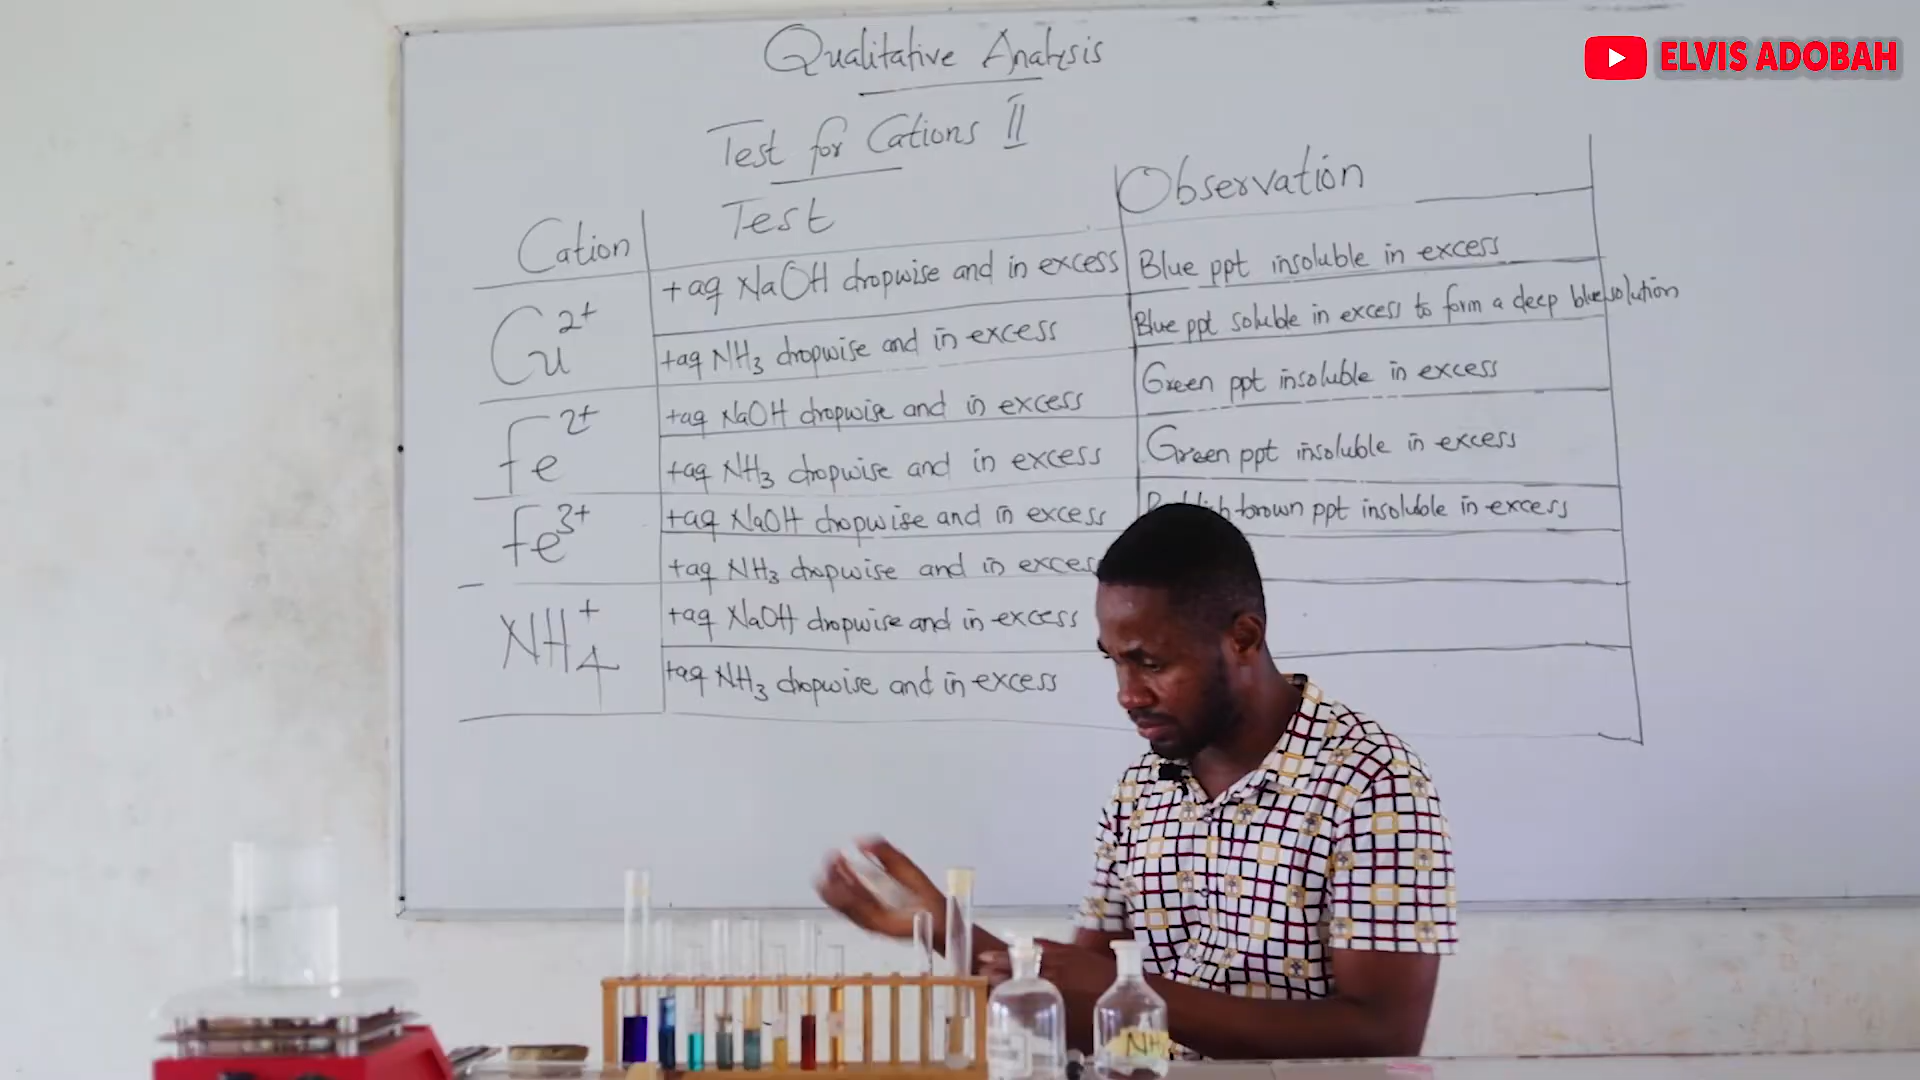 ELVIS ADOBAH
Qualitative Analysis
Test for Cations II
Cation Test Observation
Cu2+ +aq NaOH dropwise and in excess Blue ppt insoluble in excess
+aq NH3 dropwise and in excess Blue ppt soluble in excess to form a deep blue solution
Fe2+ +aq NaOH dropwise and in excess Green ppt insoluble in excess
+aq NH3 dropwise and in excess Green ppt insoluble in excess
Fe3+ +aq NaOH dropwise and in excess brown ppt insoluble in excess
+aq NH3 dropwise and in excess
NH4+ +aq NaOH dropwise and in excess
+aq NH3 dropwise and in excess